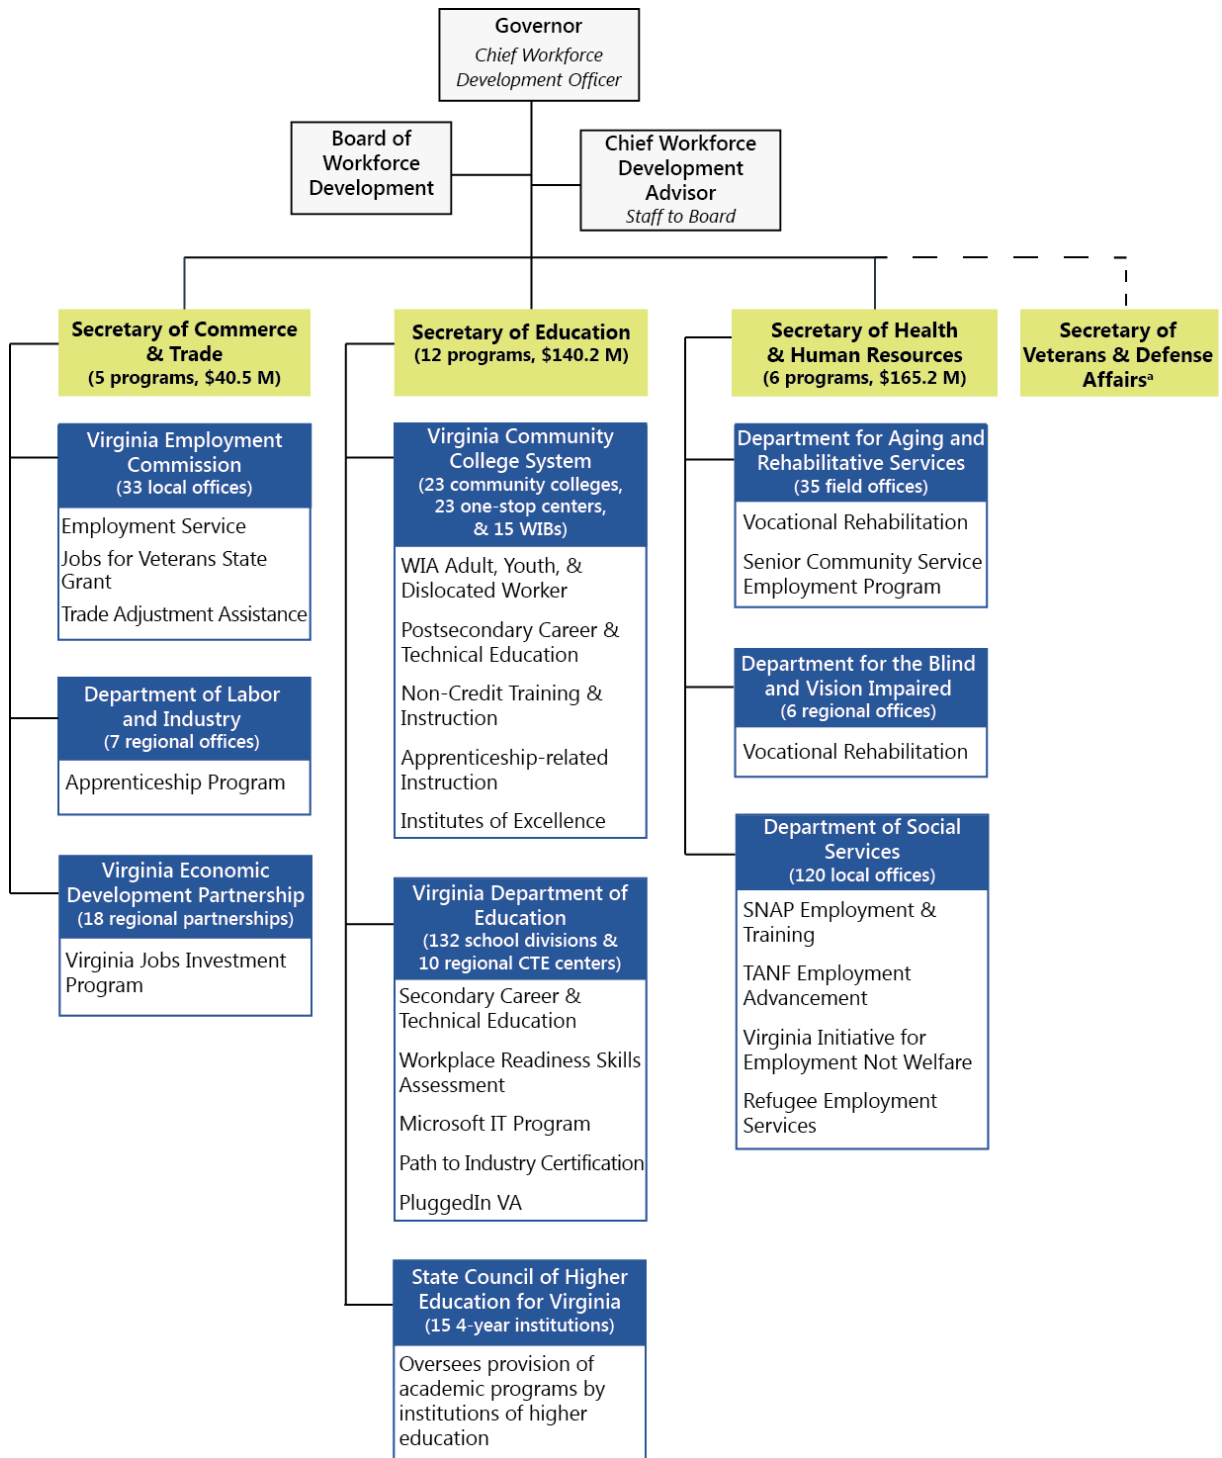 Governor
Chief Workforce
Development Officer
Board of
Workforce
Development
Chief Workforce
Development
Advisor
Staff to Board
Secretary of Commerce
& Trade
(5 programs, $40.5 M)
Virginia Employment
Commission
(33 local offices)
Employment Service
Jobs for Veterans State
Grant
Trade Adjustment Assistance
Department of Labor
and Industry
(7 regional offices)
Apprenticeship Program
Virginia Economic
Development Partnership
(18 regional partnerships)
Virginia Jobs Investment
Program
Secretary of Education
(12 programs, $140.2 M)
Virginia Community
College System
(23 community colleges,
23 one-stop centers,
& 15 WIBs)
WIA Adult, Youth, &
Dislocated Worker
Postsecondary Career &
Technical Education
Non-Credit Training &
Instruction
Apprenticeship-related
Instruction
Institutes of Excellence
Virginia Department of
Education
(132 school divisions &
10 regional CTE centers)
Secondary Career &
Technical Education
Workplace Readiness Skills
Assessment
Microsoft IT Program
Path to Industry Certification
PluggedIn VA
State Council of Higher
Education for Virginia
(15 4-year institutions)
Oversees provision of
academic programs by
institutions of higher
education
Secretary of Health
& Human Resources
(6 programs, $165.2 M)
Department for Aging and
Rehabilitative Services
(35 field offices)
Vocational Rehabilitation
Senior Community Service
Employment Program
Department for the Blind
and Vision Impaired
(6 regional offices)
Vocational Rehabilitation
Department of Social
Services
(120 local offices)
SNAP Employment &
Training
TANF Employment
Advancement
Virginia Initiative for
Employment Not Welfare
Refugee Employment
Services
Secretary of
Veterans & Defense
Affairsᵃ